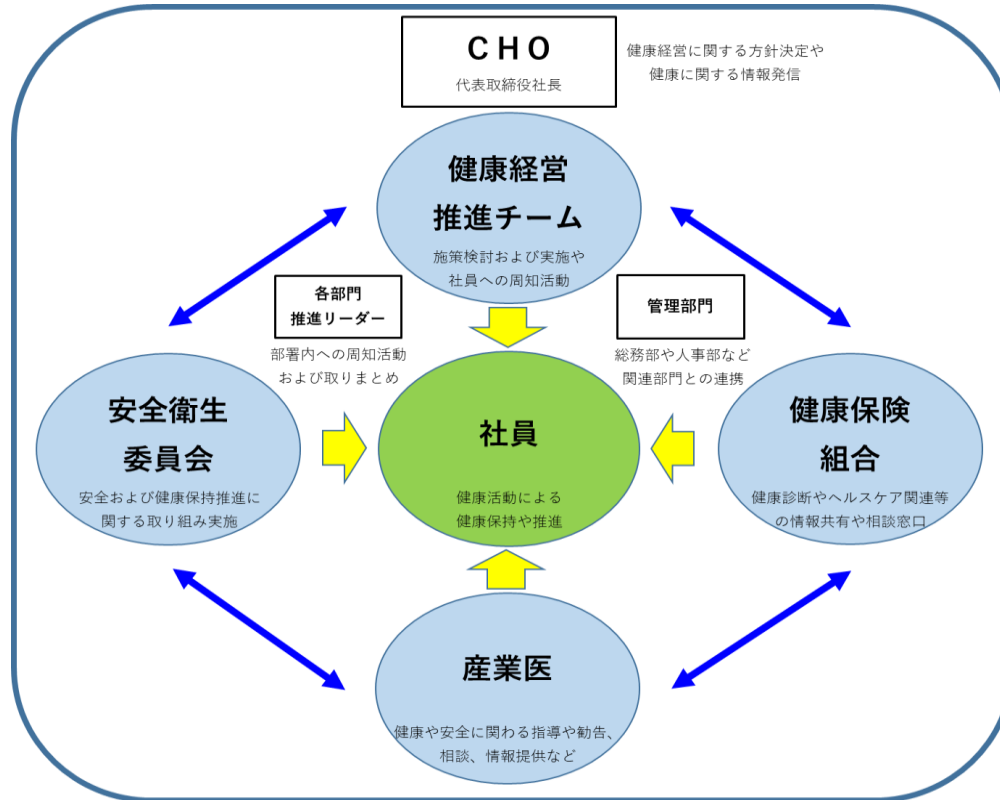 CHO
代表取締役社長
健康経営に関する方針決定や
健康に関する情報発信
健康経営
推進チーム
施策検討および実施や
社員への周知活動
各部門
推進リーダー
部署内への周知活動
および取りまとめ
管理部門
総務部や人事部など
関連部門との連携
安全衛生
委員会
安全および健康保持推進に
関する取り組み実施
社員
健康活動による
健康保持や推進
健康保険
組合
健康診断やヘルスケア関連等
の情報共有や相談窓口
産業医
健康や安全に関わる指導や勧告、
相談、情報提供など